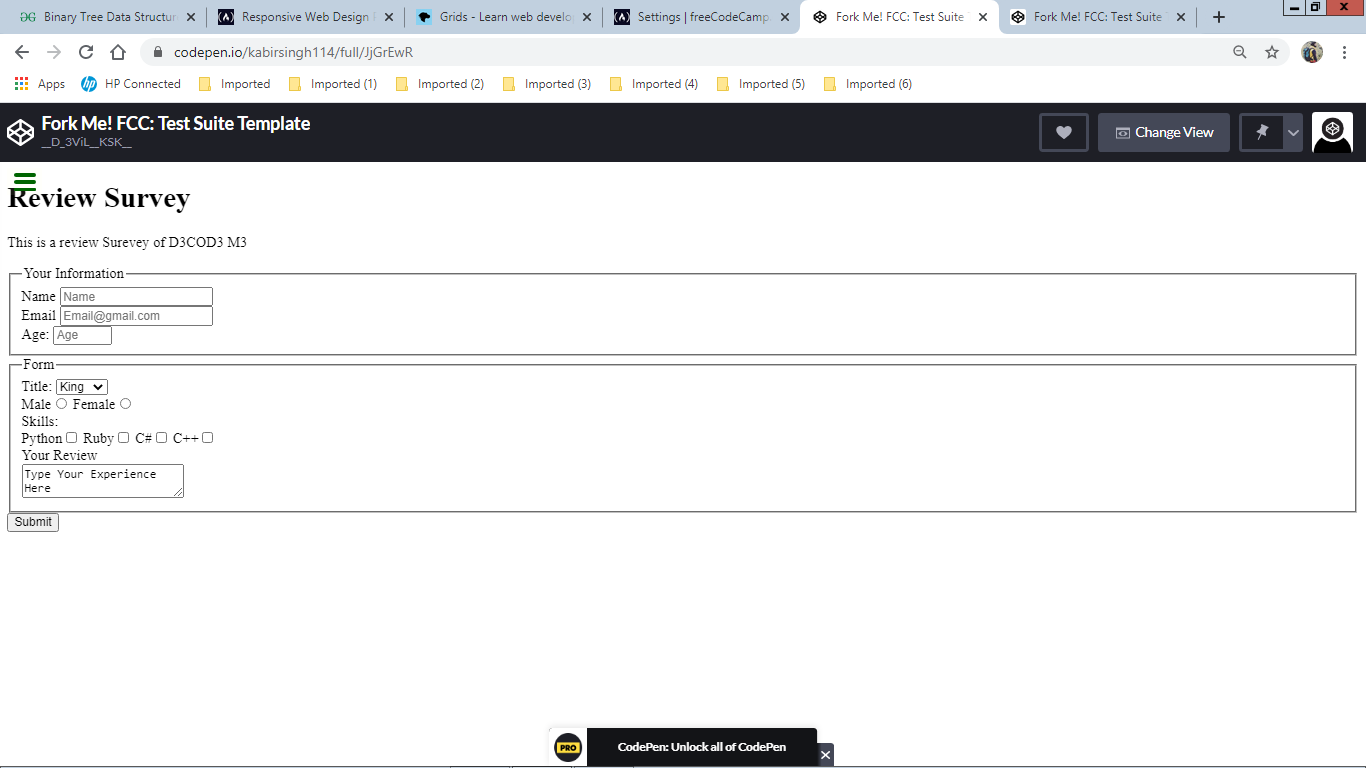 Binary Tree Data Structur
Responsive Web Design
Grids - Learn web develo
Settings | freeCodeCamp
Fork Me! FCC: Test Suite
Fork Me! FCC: Test Suite
codepen.io/kabirsingh114/full/JjGrEwR
Apps
HP Connected
Imported
Imported (1)
Imported (2)
Imported (3)
Imported (4)
Imported (5)
Imported (6)
Fork Me! FCC: Test Suite Template
__D_3ViL__KSK__
Change View
Review Survey
This is a review Surevey of D3COD3 M3
Your Information
Name Name
Email Email@gmail.com
Age: Age
Form
Title: King
Male Female
Skills:
Python Ruby C# C++
Your Review
Type Your Experience
Here
Submit
PRO CodePen: Unlock all of CodePen